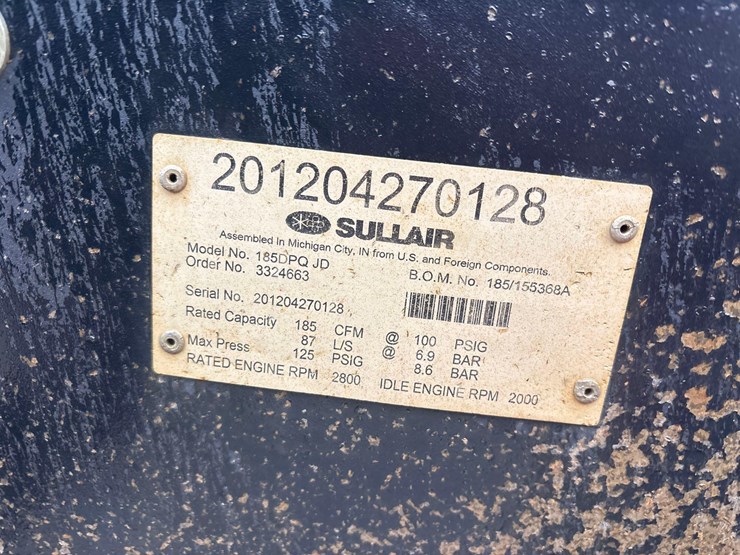 201204270128
SULLAIR
Assembled In Michigan City, IN from U.S. and Foreign Components.
Model No. 185DPQ JD B.O.M. No. 185/155368A
Order No. 3324663
Serial No. 201204270128
Rated Capacity 185 CFM @ 100 PSIG
87 L/S @ 6.9 BAR
Max Press 125 PSIG 8.6 BAR
RATED ENGINE RPM 2800 IDLE ENGINE RPM 2000